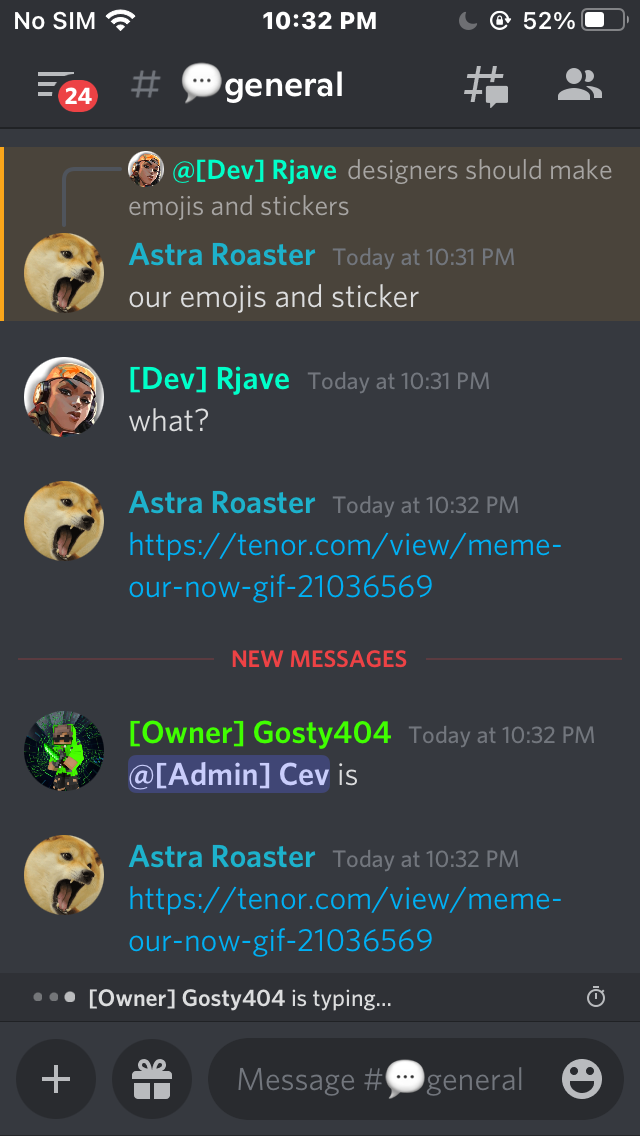 No SIM 10:32 PM 52%
24 # 💬general
@[Dev] Rjave designers should make
emojis and stickers
Astra Roaster Today at 10:31 PM
our emojis and sticker
[Dev] Rjave Today at 10:31 PM
what?
Astra Roaster Today at 10:32 PM
https://tenor.com/view/meme-
our-now-gif-21036569
NEW MESSAGES
[Owner] Gosty404 Today at 10:32 PM
@[Admin] Cev is
Astra Roaster Today at 10:32 PM
https://tenor.com/view/meme-
our-now-gif-21036569
[Owner] Gosty404 is typing...
Message #💬general